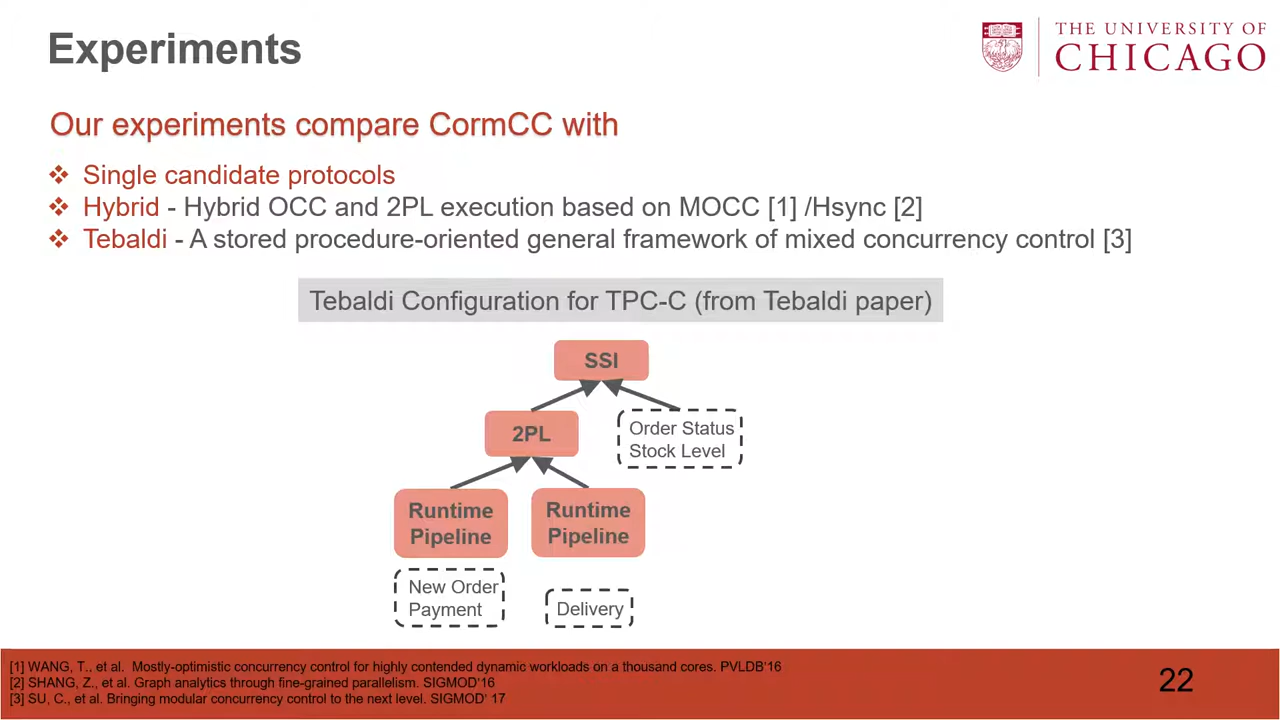 Experiments
THE UNIVERSITY OF
CHICAGO
Our experiments compare CormCC with
❖ Single candidate protocols
❖ Hybrid - Hybrid OCC and 2PL execution based on MOCC [1] /Hsync [2]
❖ Tebaldi - A stored procedure-oriented general framework of mixed concurrency control [3]
Tebaldi Configuration for TPC-C (from Tebaldi paper)
SSI
2PL
Order Status
Stock Level
Runtime
Pipeline
Runtime
Pipeline
New Order
Payment
Delivery
[1] WANG, T., et al.  Mostly-optimistic concurrency control for highly contended dynamic workloads on a thousand cores. PVLDB'16
[2] SHANG, Z., et al. Graph analytics through fine-grained parallelism. SIGMOD'16
[3] SU, C., et al. Bringing modular concurrency control to the next level. SIGMOD' 17
22